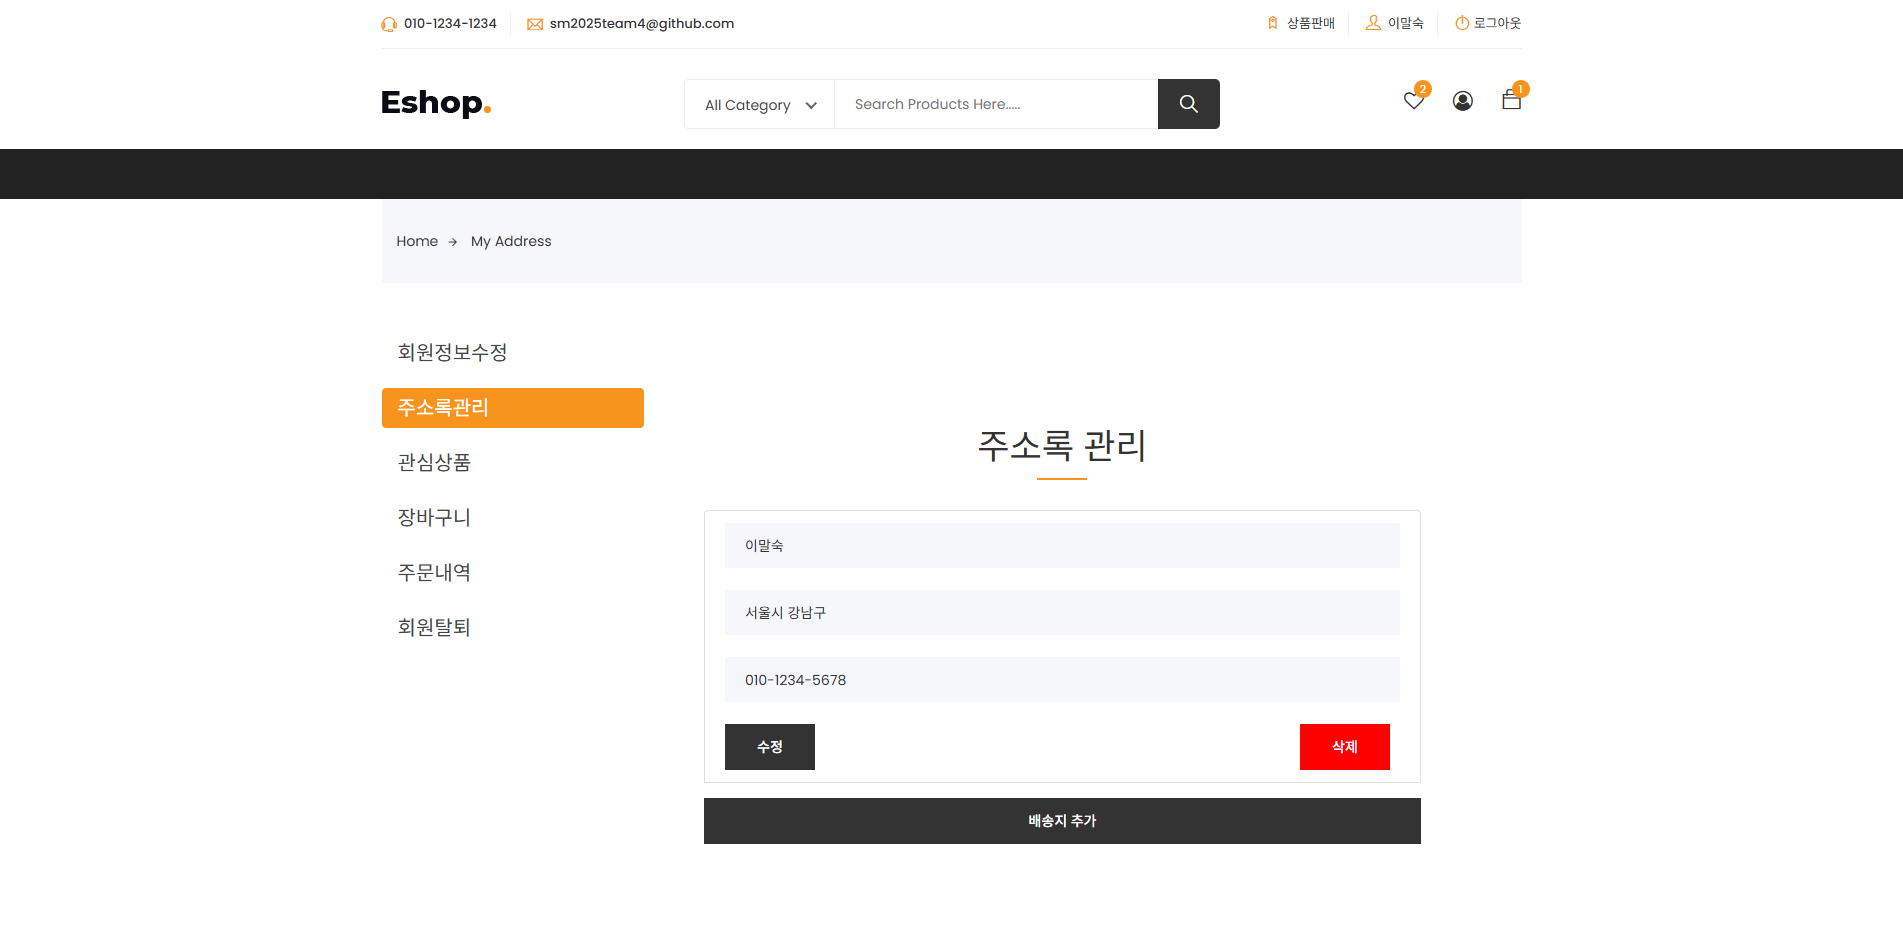 010-1234-1234
sm2025team4@github.com
상품판매
이말숙
로그아웃
Eshop.
All Category
Search Products Here.....
2
1
Home → My Address
회원정보수정
주소록관리
관심상품
장바구니
주문내역
회원탈퇴
주소록 관리
이말숙
서울시 강남구
010-1234-5678
수정
삭제
배송지 추가